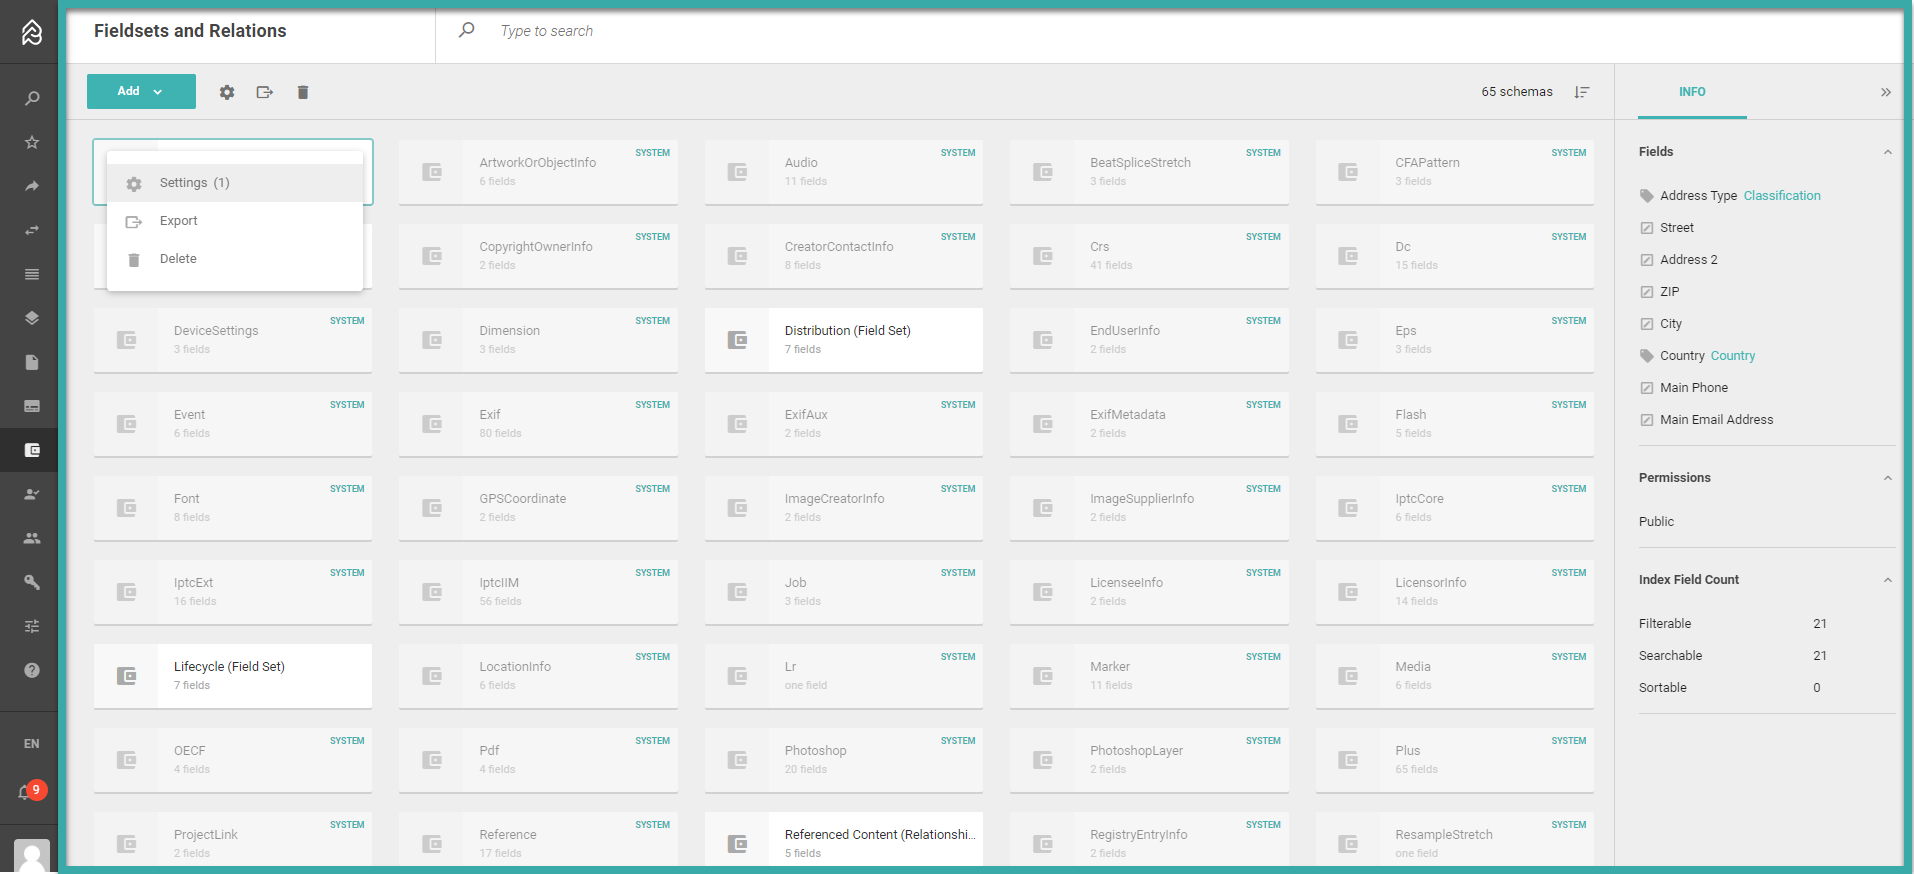 Fieldsets and Relations
Type to search
Add
65 schemas
INFO
Settings (1)
Export
Delete
ArtworkOrObjectInfo
6 fields
SYSTEM
Audio
11 fields
SYSTEM
BeatSpliceStretch
3 fields
SYSTEM
CFAPattern
3 fields
SYSTEM
CopyrightOwnerInfo
2 fields
SYSTEM
CreatorContactInfo
8 fields
SYSTEM
Crs
41 fields
SYSTEM
Dc
15 fields
SYSTEM
DeviceSettings
3 fields
SYSTEM
Dimension
3 fields
SYSTEM
Distribution (Field Set)
7 fields
EndUserInfo
2 fields
SYSTEM
Eps
3 fields
SYSTEM
Event
6 fields
SYSTEM
Exif
80 fields
SYSTEM
ExifAux
2 fields
SYSTEM
ExifMetadata
2 fields
SYSTEM
Flash
5 fields
SYSTEM
Font
8 fields
SYSTEM
GPSCoordinate
2 fields
SYSTEM
ImageCreatorInfo
2 fields
SYSTEM
ImageSupplierInfo
2 fields
SYSTEM
IptcCore
6 fields
SYSTEM
IptcExt
16 fields
SYSTEM
IptcIIM
56 fields
SYSTEM
Job
3 fields
SYSTEM
LicenseeInfo
2 fields
SYSTEM
LicensorInfo
14 fields
SYSTEM
Lifecycle (Field Set)
7 fields
LocationInfo
6 fields
SYSTEM
Lr
one field
SYSTEM
Marker
11 fields
SYSTEM
Media
6 fields
SYSTEM
OECF
4 fields
SYSTEM
Pdf
4 fields
SYSTEM
Photoshop
20 fields
SYSTEM
PhotoshopLayer
2 fields
SYSTEM
Plus
65 fields
SYSTEM
ProjectLink
2 fields
SYSTEM
Reference
17 fields
SYSTEM
Referenced Content (Relationshi...
5 fields
RegistryEntryInfo
2 fields
SYSTEM
ResampleStretch
one field
SYSTEM
Fields
Address Type Classification
Street
Address 2
ZIP
City
Country Country
Main Phone
Main Email Address
Permissions
Public
Index Field Count
Filterable 21
Searchable 21
Sortable 0
EN
9